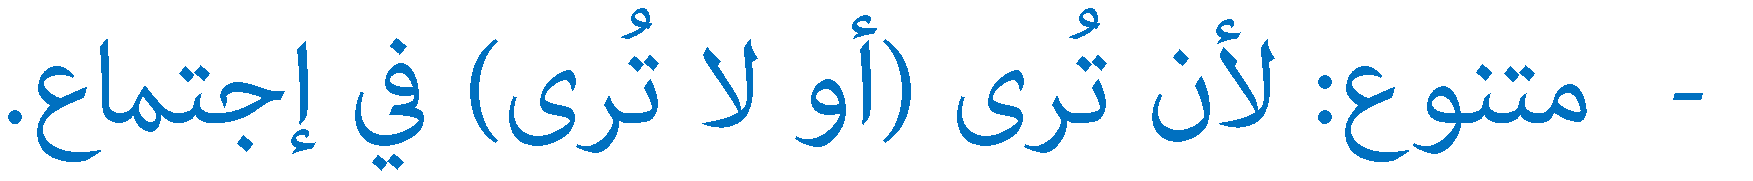 - متنوع: لأن تُرى (أو لا تُرى) في إجتماع.